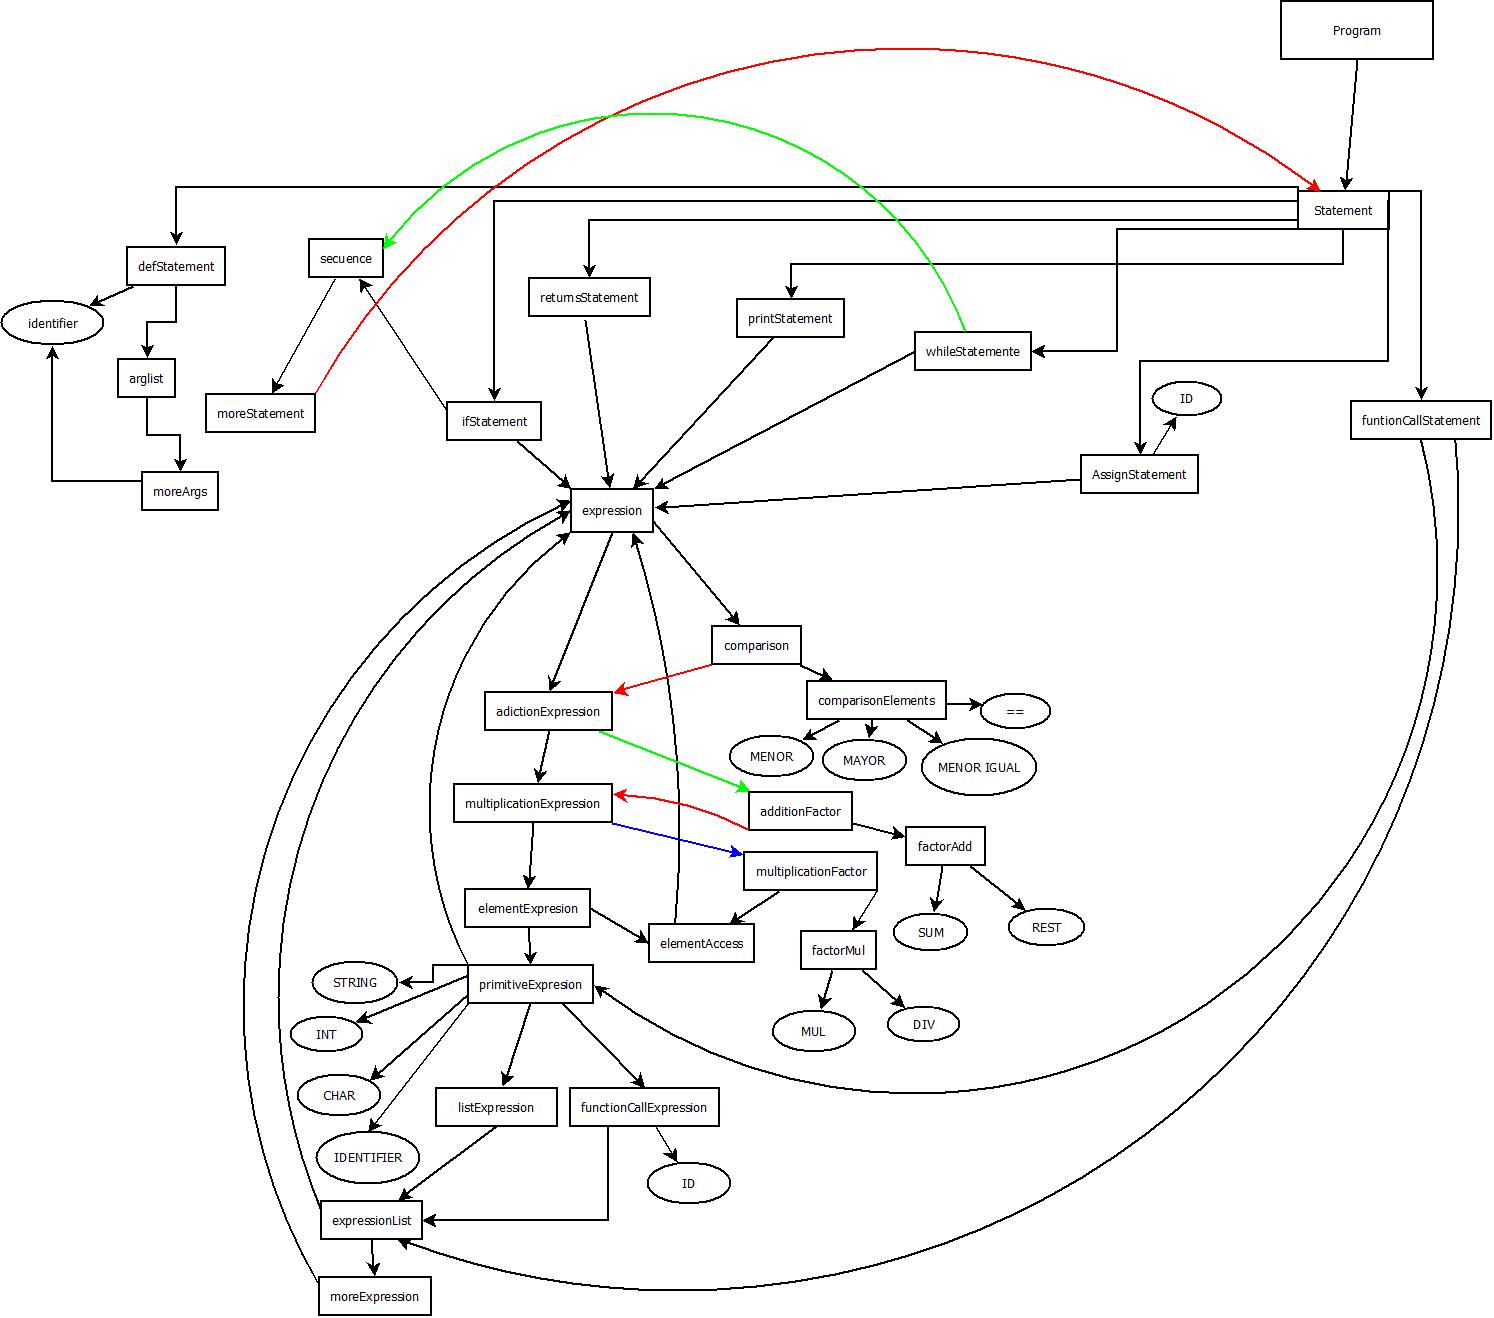 Program
Statement
defStatement
secuence
returnsStatement
printStatement
identifier
whileStatemente
arglist
moreStatement
ifStatement
ID
funtionCallStatement
AssignStatement
moreArgs
expression
comparison
adictionExpression
comparisonElements
==
MENOR
MAYOR
MENOR IGUAL
multiplicationExpression
additionFactor
factorAdd
multiplicationFactor
elementExpresion
elementAccess
factorMul
SUM
REST
STRING
primitiveExpresion
INT
MUL
DIV
CHAR
listExpression
functionCallExpression
IDENTIFIER
ID
expressionList
moreExpression